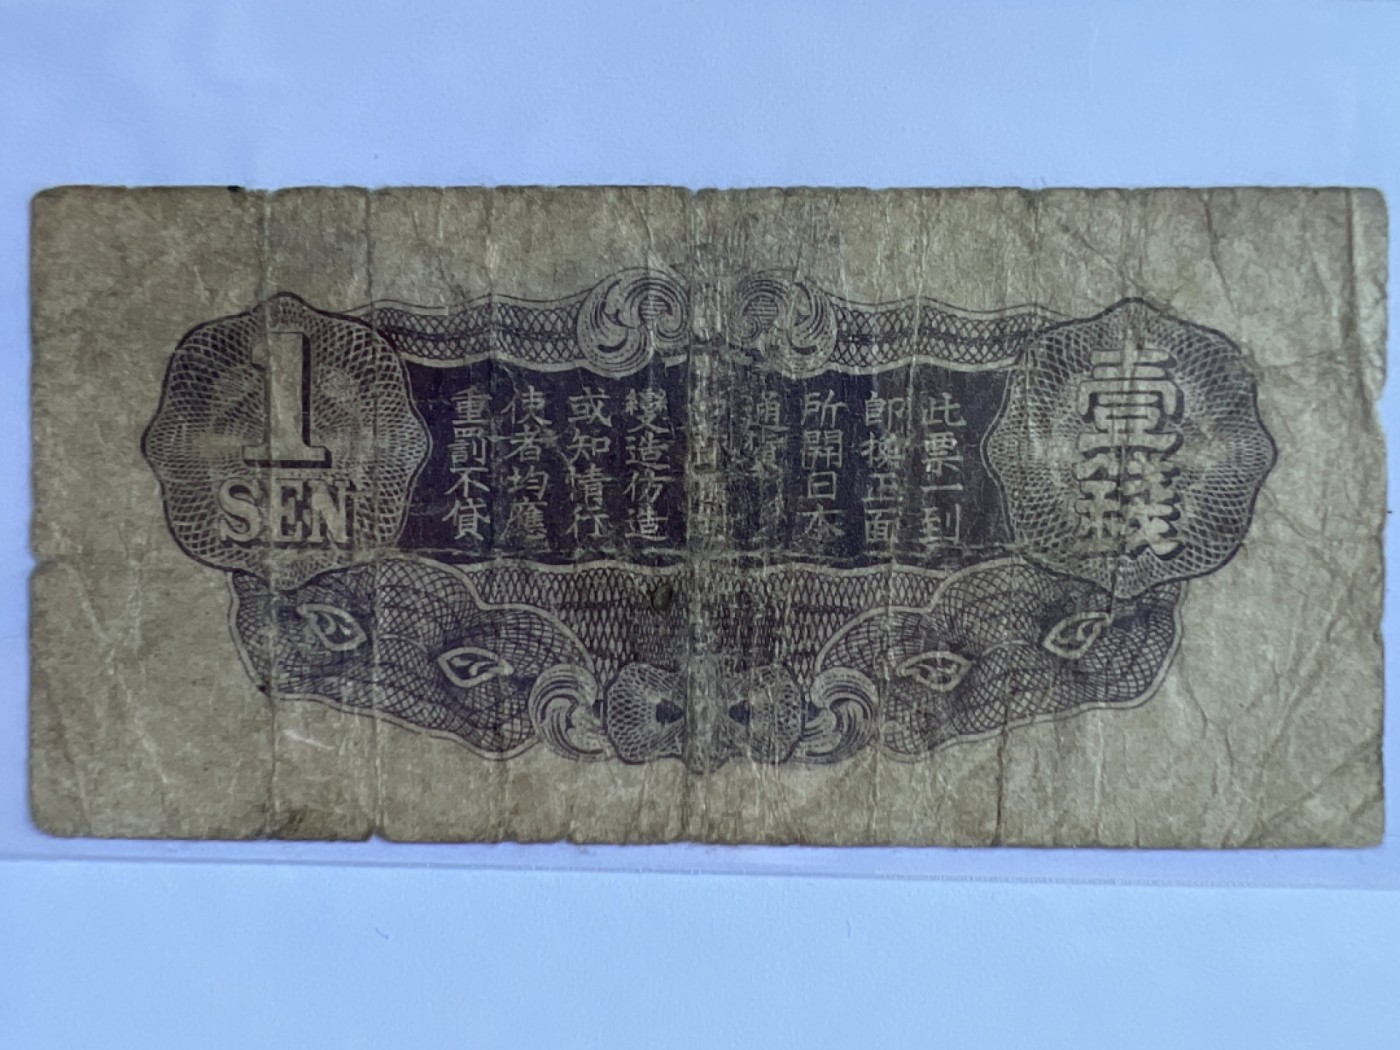 壹錢
此票一到
卽換正面
所開日本
通貨
變造仿造
或知情行
使者均應
重罰不貸
1
SEN